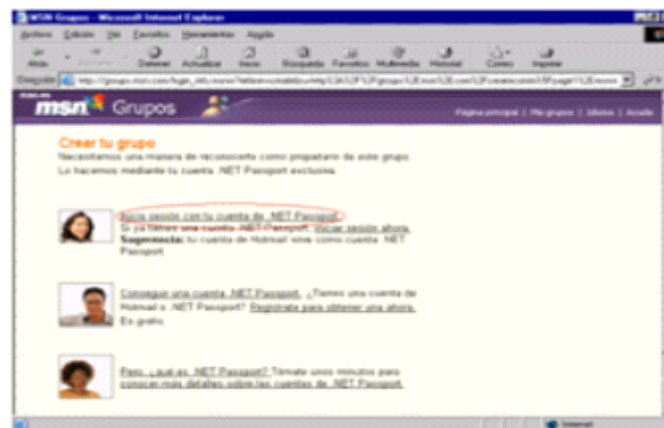 MSN Grupos - Microsoft Internet Explorer
Archivo Edición Ver Favoritos Herramientas Ayuda
Atrás Detener Actualizar Inicio Búsqueda Favoritos Multimedia Historial Correo Imprimir
Dirección
msn Grupos
Página principal | Mis grupos | Idioma | Ayuda
Crear tu grupo
Necesitamos una manera de reconocerte como propietario de este grupo.
Lo hacemos mediante tu cuenta .NET Passport exclusiva.
Inicia sesión con tu cuenta de .NET Passport.
Si ya tienes una cuenta .NET Passport, iniciar sesión ahora.
Sugerencia: tu cuenta de Hotmail sirve como cuenta .NET
Passport.
Consegue una cuenta .NET Passport. ¿Tienes una cuenta de
Hotmail o .NET Passport? Regístrate para obtener una ahora.
Es gratis.
Pero, ¿qué es .NET Passport? Tómate unos minutos para
conocer más detalles sobre las cuentas de .NET Passport.
Internet